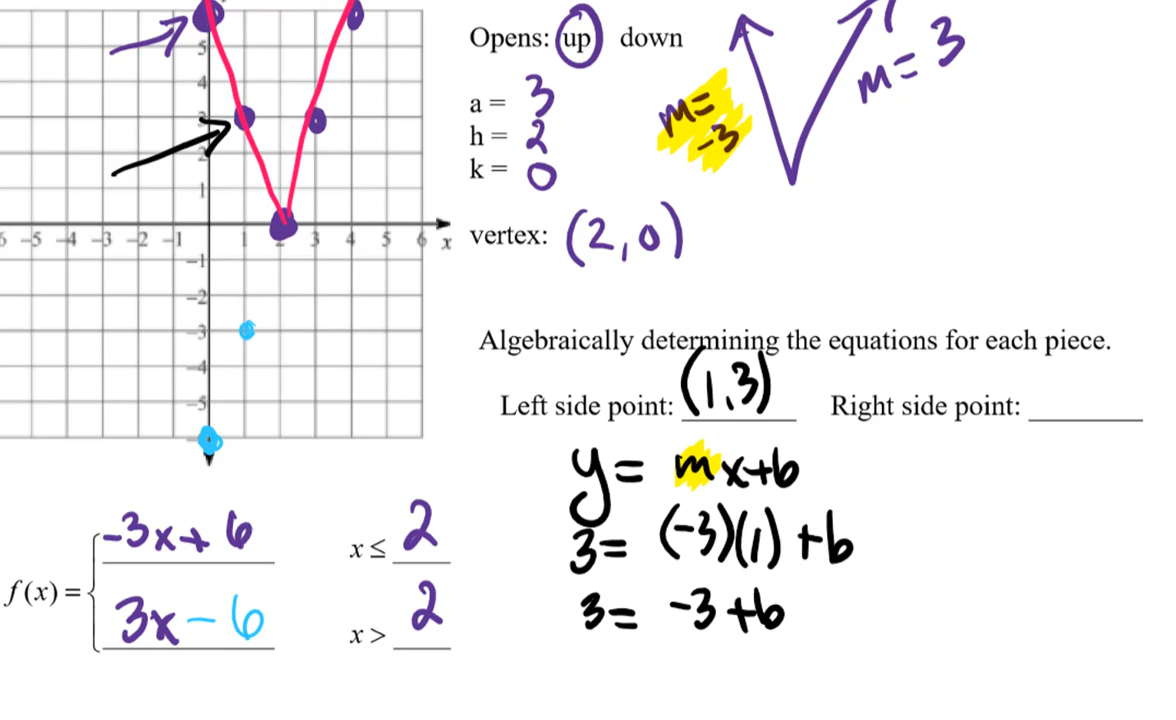 Opens: up down
a = 3
h = 2
k = 0
m = -3
m = 3
vertex: (2,0)
5
4
3
2
1
6 -5 -4 -3 -2 -1 1 2 3 4 5 6 x
-1
-2
-3
-4
-5
Algebraically determining the equations for each piece.
Left side point: (1,3) Right side point: ______
y = mx+b
3 = (-3)(1) +b
3 = -3 +b
f(x) = { -3x + 6 x ≤ 2
3x - 6 x > 2